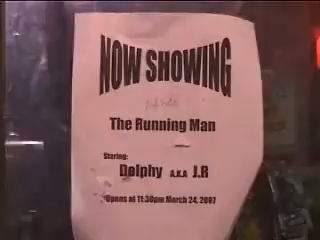 NOW SHOWING
The Running Man
Staring:
Dolphy A.K.A J.R
Opens at 11:30pm March 24, 2007